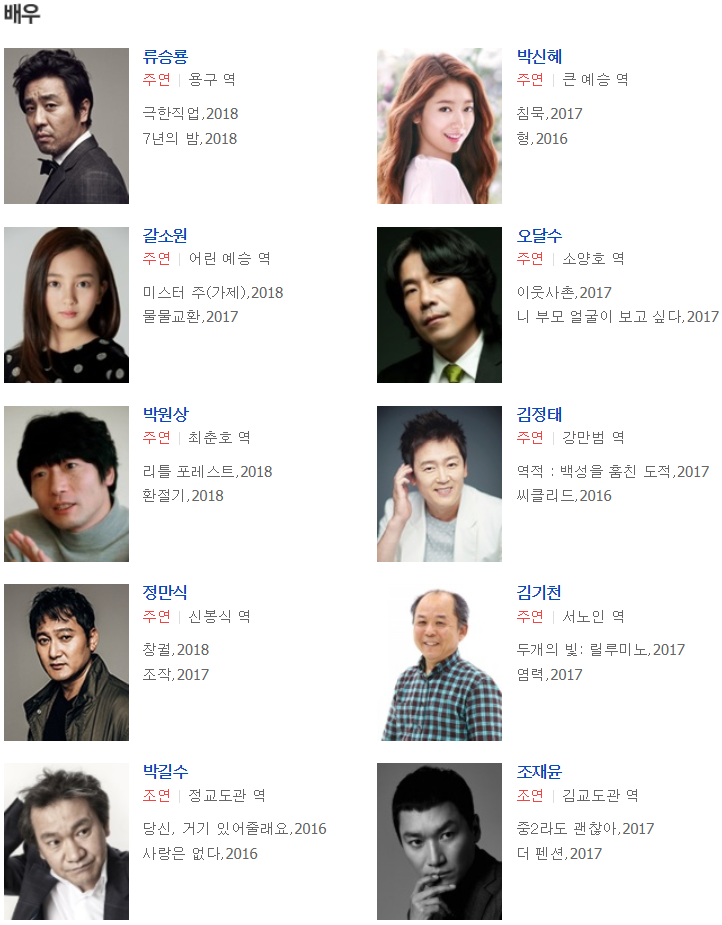 배우
류승룡
주연 | 용구 역
극한직업,2018
7년의 밤,2018
박신혜
주연 | 큰 예승 역
침묵,2017
형,2016
갈소원
주연 | 어린 예승 역
미스터 주(가제),2018
물물교환,2017
오달수
주연 | 소양호 역
이웃사촌,2017
니 부모 얼굴이 보고 싶다,2017
박원상
주연 | 최춘호 역
리틀 포레스트,2018
환절기,2018
김정태
주연 | 강만범 역
역적 : 백성을 훔친 도적,2017
씨클리드,2016
정만식
주연 | 신봉식 역
창궐,2018
조작,2017
김기천
주연 | 서노인 역
두개의 빛: 릴루미노,2017
염력,2017
박길수
조연 | 정교도관 역
당신, 거기 있어줄래요,2016
사랑은 없다,2016
조재윤
조연 | 김교도관 역
중2라도 괜찮아,2017
더 펜션,2017